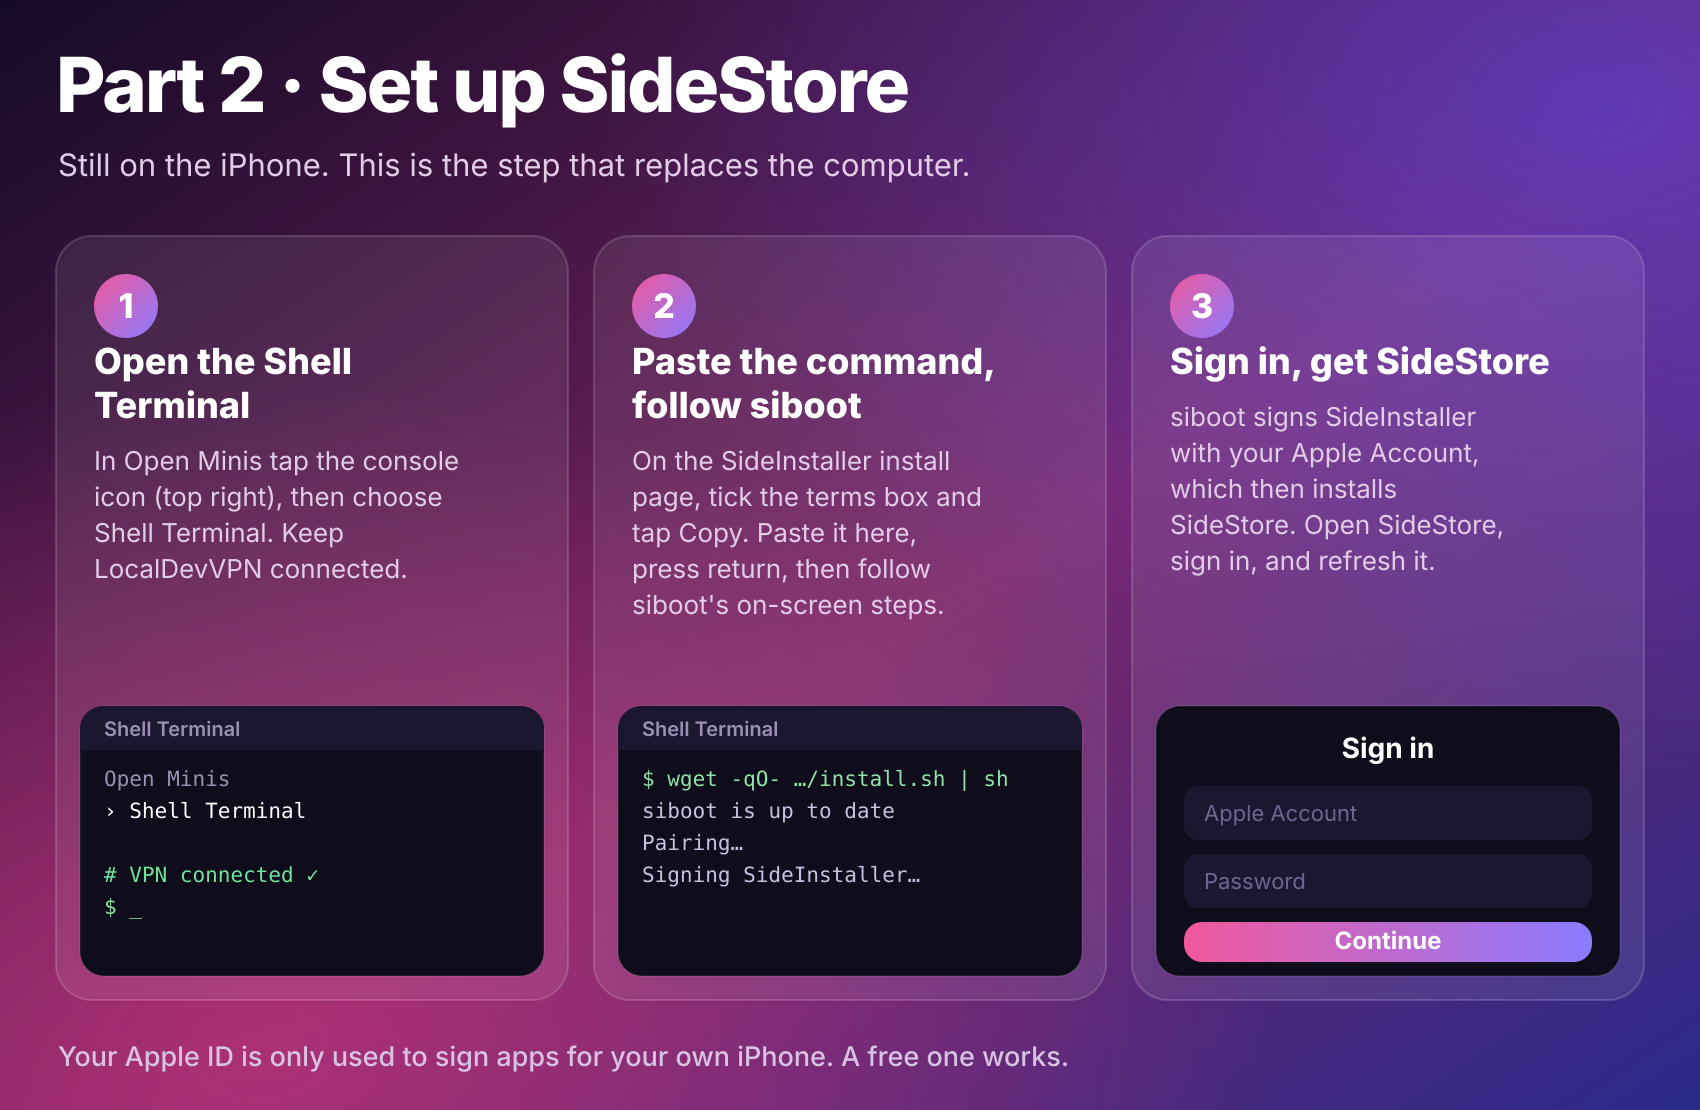 Part 2 · Set up SideStore
Still on the iPhone. This is the step that replaces the computer.
1
Open the Shell
Terminal
In Open Minis tap the console
icon (top right), then choose
Shell Terminal. Keep
LocalDevVPN connected.
Shell Terminal
Open Minis
› Shell Terminal
# VPN connected ✓
$ _
2
Paste the command,
follow siboot
On the SideInstaller install
page, tick the terms box and
tap Copy. Paste it here,
press return, then follow
siboot's on-screen steps.
Shell Terminal
$ wget -qO- …/install.sh | sh
siboot is up to date
Pairing…
Signing SideInstaller…
3
Sign in, get SideStore
siboot signs SideInstaller
with your Apple Account,
which then installs
SideStore. Open SideStore,
sign in, and refresh it.
Sign in
Apple Account
Password
Continue
Your Apple ID is only used to sign apps for your own iPhone. A free one works.